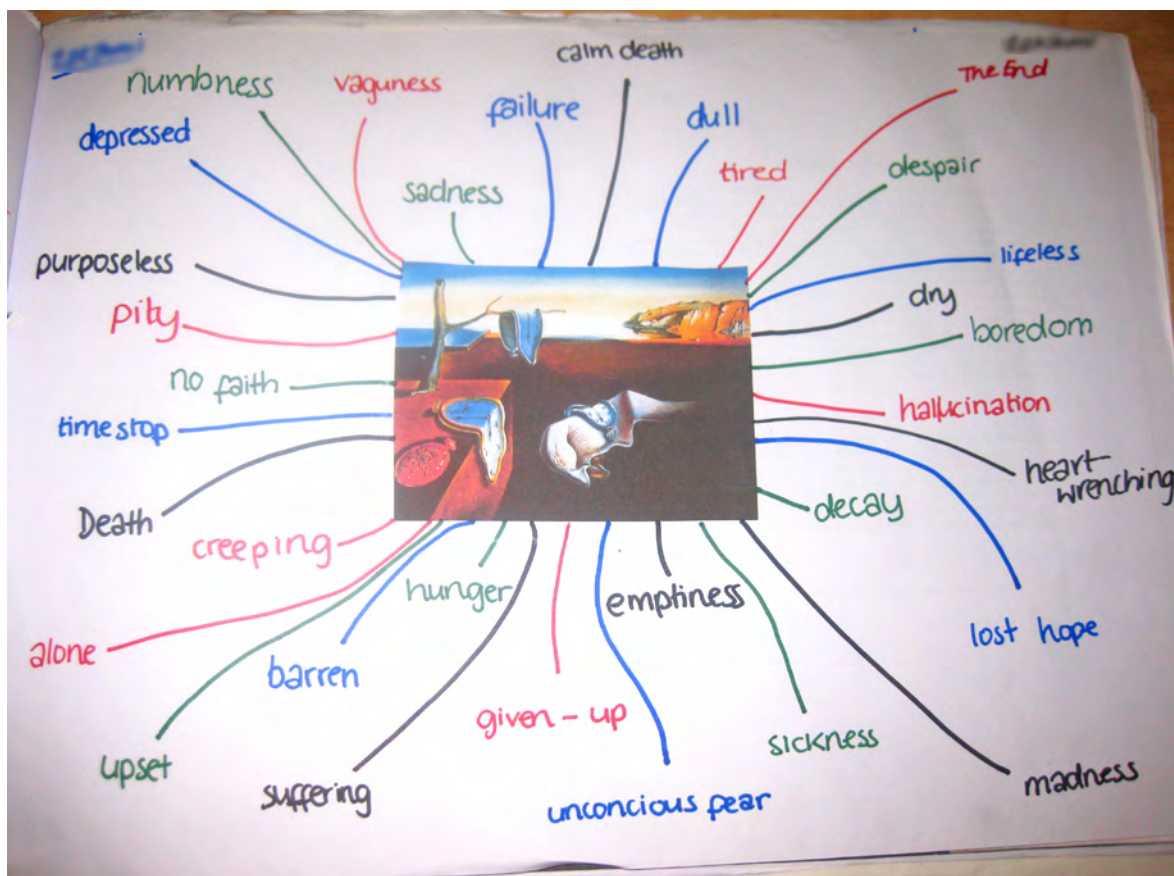 calm death
The End
numbness
vaguness
failure
dull
depressed
tired
despair
sadness
purposeless
lifeless
pity
dry
boredom
no faith
hallucination
timestop
heart
wrenching
Death
decay
creeping
hunger
emptiness
alone
barren
lost hope
given - up
upset
sickness
suffering
unconcious fear
madness